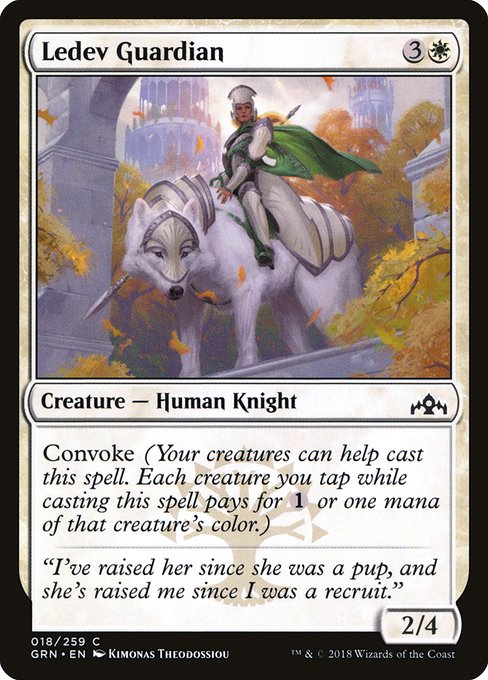 Ledev Guardian 3
Creature — Human Knight
Convoke (Your creatures can help cast
this spell. Each creature you tap while
casting this spell pays for 1 or one mana
of that creature's color.)
"I've raised her since she was a pup, and
she's raised me since I was a recruit."
2/4
018/259 C
GRN • EN Kimonas Theodossiou
™ & © 2018 Wizards of the Coast